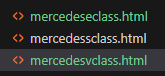 <> mercedeseclass.html
<> mercedessclass.html
<> mercedesvclass.html